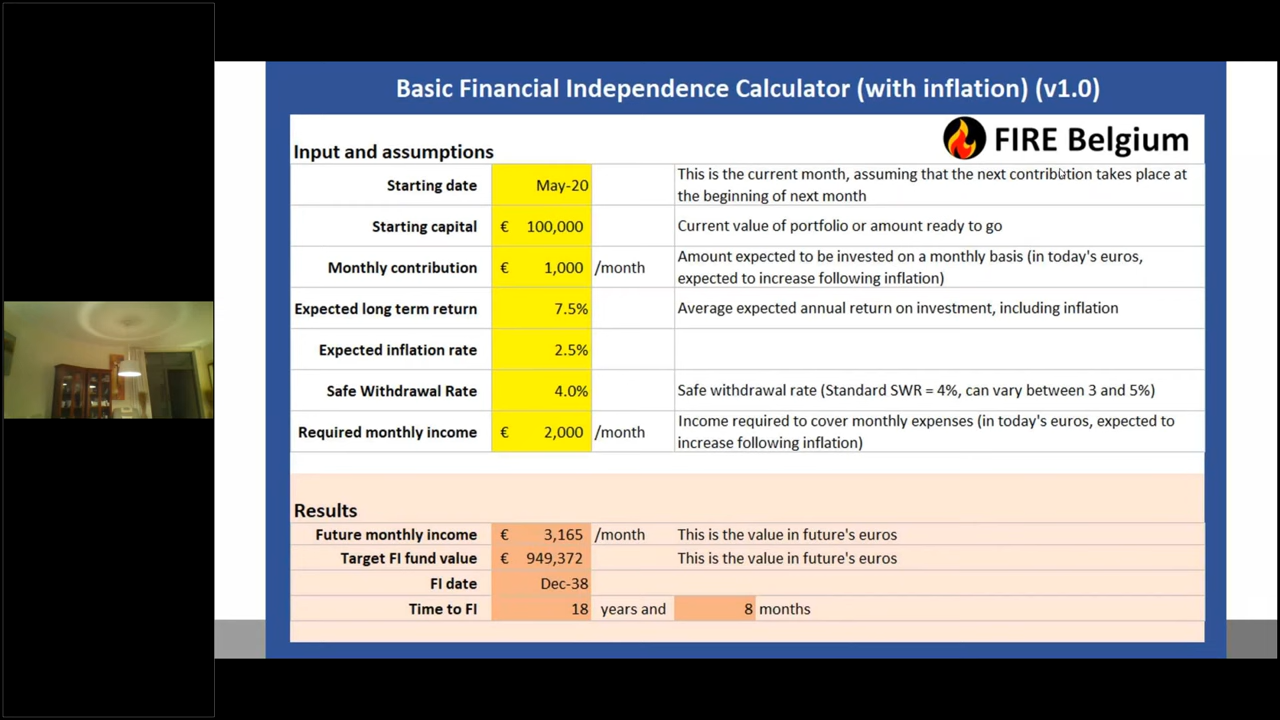 Basic Financial Independence Calculator (with inflation) (v1.0)
FIRE Belgium
Input and assumptions
Starting date May-20 This is the current month, assuming that the next contribution takes place at
the beginning of next month
Starting capital € 100,000 Current value of portfolio or amount ready to go
Monthly contribution € 1,000 /month Amount expected to be invested on a monthly basis (in today's euros,
expected to increase following inflation)
Expected long term return 7.5% Average expected annual return on investment, including inflation
Expected inflation rate 2.5%
Safe Withdrawal Rate 4.0% Safe withdrawal rate (Standard SWR = 4%, can vary between 3 and 5%)
Required monthly income € 2,000 /month Income required to cover monthly expenses (in today's euros, expected to
increase following inflation)
Results
Future monthly income € 3,165 /month This is the value in future's euros
Target FI fund value € 949,372 This is the value in future's euros
FI date Dec-38
Time to FI 18 years and 8 months